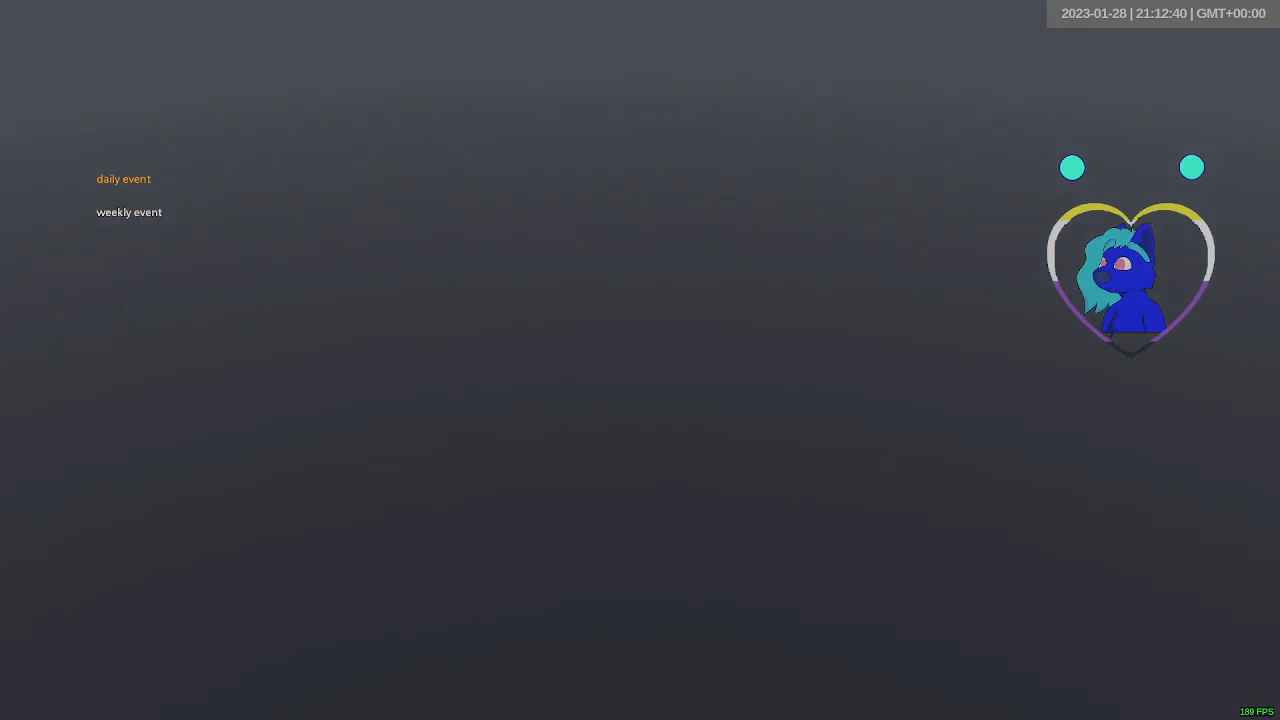 2023-01-28 | 21:12:40 | GMT+00:00
daily event
weekly event
189 FPS